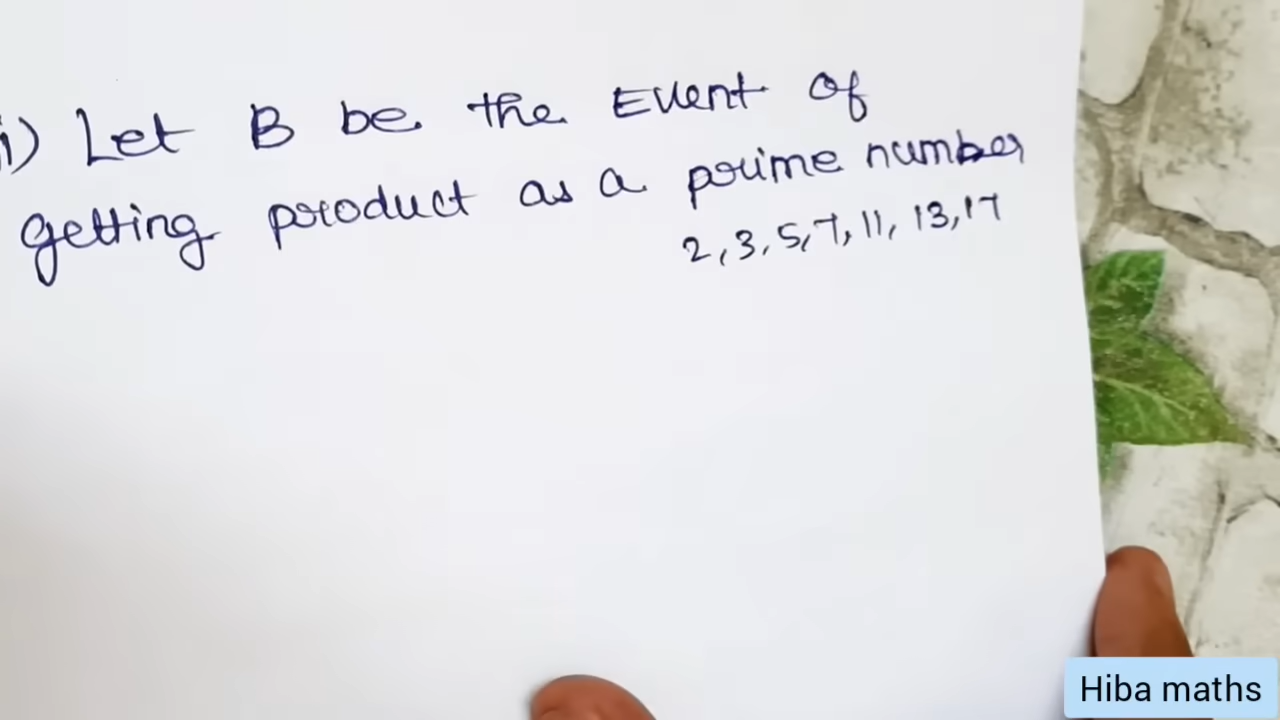 i) Let B be the Event of
getting product as a prime number
2, 3, 5, 7, 11, 13, 17
Hiba maths